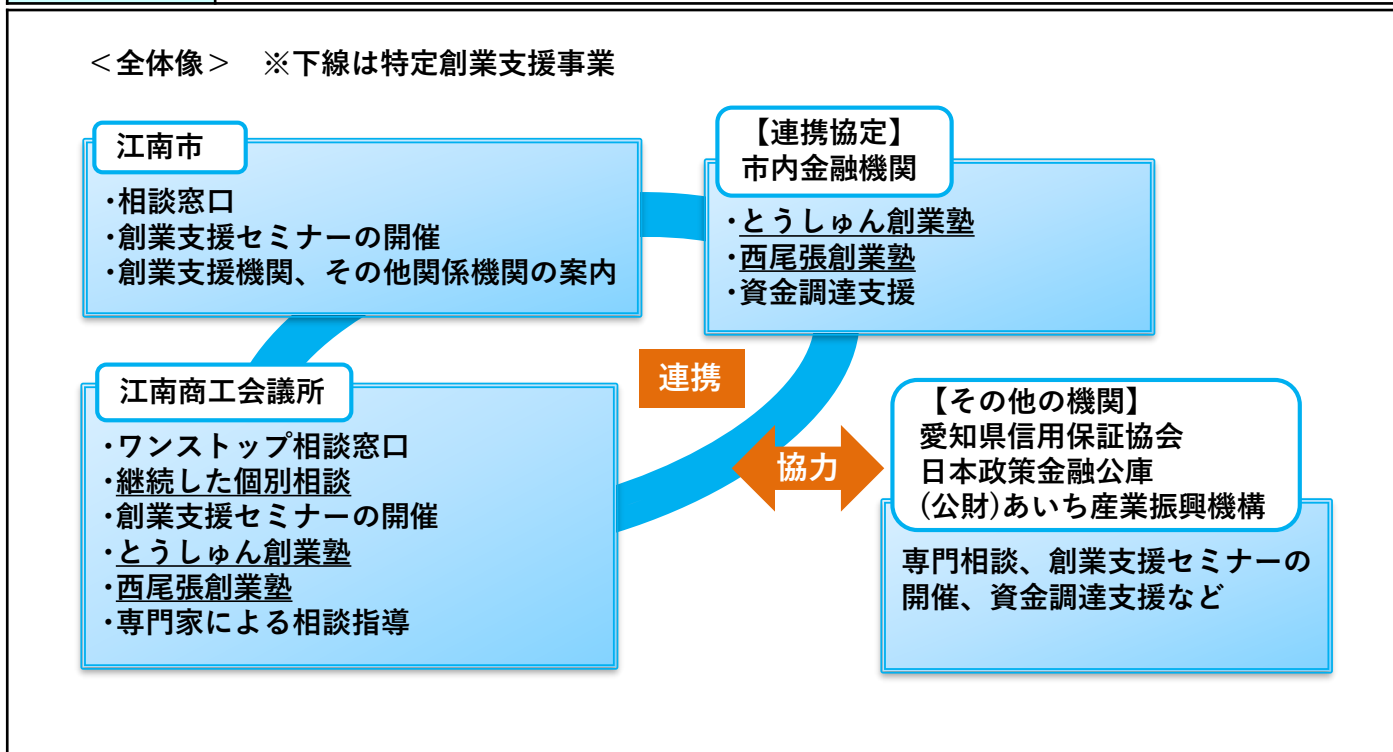 ＜全体像＞　※下線は特定創業支援事業
江南市
・相談窓口
・創業支援セミナーの開催
・創業支援機関、その他関係機関の案内
【連携協定】
市内金融機関
・とうしゅん創業塾
・西尾張創業塾
・資金調達支援
連携
江南商工会議所
・ワンストップ相談窓口
・継続した個別相談
・創業支援セミナーの開催
・とうしゅん創業塾
・西尾張創業塾
・専門家による相談指導
協力
【その他の機関】
愛知県信用保証協会
日本政策金融公庫
(公財)あいち産業振興機構
専門相談、創業支援セミナーの
開催、資金調達支援など